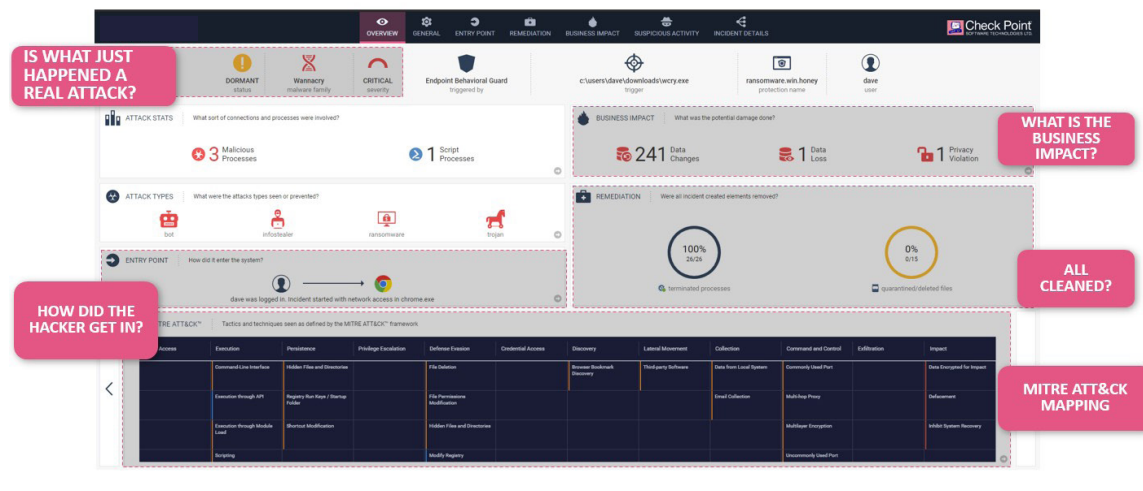 OVERVIEW
GENERAL
ENTRY POINT
REMEDIATION
BUSINESS IMPACT
SUSPICIOUS ACTIVITY
INCIDENT DETAILS
Check Point
SOFTWARE TECHNOLOGIES LTD.
IS WHAT JUST
HAPPENED A
REAL ATTACK?
DORMANT
status
Wannacry
malware family
CRITICAL
severity
Endpoint Behavioral Guard
triggered by
c:\users\dave\downloads\wcry.exe
trigger
ransomware.win.honey
protection name
dave
user
ATTACK STATS
What sort of connections and processes were involved?
3 Malicious
Processes
1 Script
Processes
BUSINESS IMPACT
What was the potential damage done?
241 Data
Changes
1 Data
Loss
1 Privacy
Violation
WHAT IS THE
BUSINESS
IMPACT?
ATTACK TYPES
What were the attacks types seen or prevented?
bot
infostealer
ransomware
trojan
REMEDIATION
Were all incident created elements removed?
100%
26/26
terminated processes
0%
0/15
quarantined/deleted files
ALL
CLEANED?
ENTRY POINT
How did it enter the system?
dave was logged in. Incident started with network access in chrome.exe
HOW DID THE
HACKER GET IN?
TRE ATT&CK™
Tactics and techniques seen as defined by the MITRE ATT&CK™ framework
Access
Execution
Persistence
Privilege Escalation
Defense Evasion
Credential Access
Discovery
Lateral Movement
Collection
Command and Control
Exfiltration
Impact
Command-Line Interface
Hidden Files and Directories
File Deletion
Browser Bookmark
Discovery
Third-party Software
Data from Local System
Commonly Used Port
Data Encrypted for Impact
Execution through API
Registry Run Keys / Startup
Folder
File Permissions
Modification
Email Collection
Multi-hop Proxy
Defacement
Execution through Module
Load
Shortcut Modification
Hidden Files and Directories
Multilayer Encryption
Inhibit System Recovery
Scripting
Modify Registry
Uncommonly Used Port
MITRE ATT&CK
MAPPING